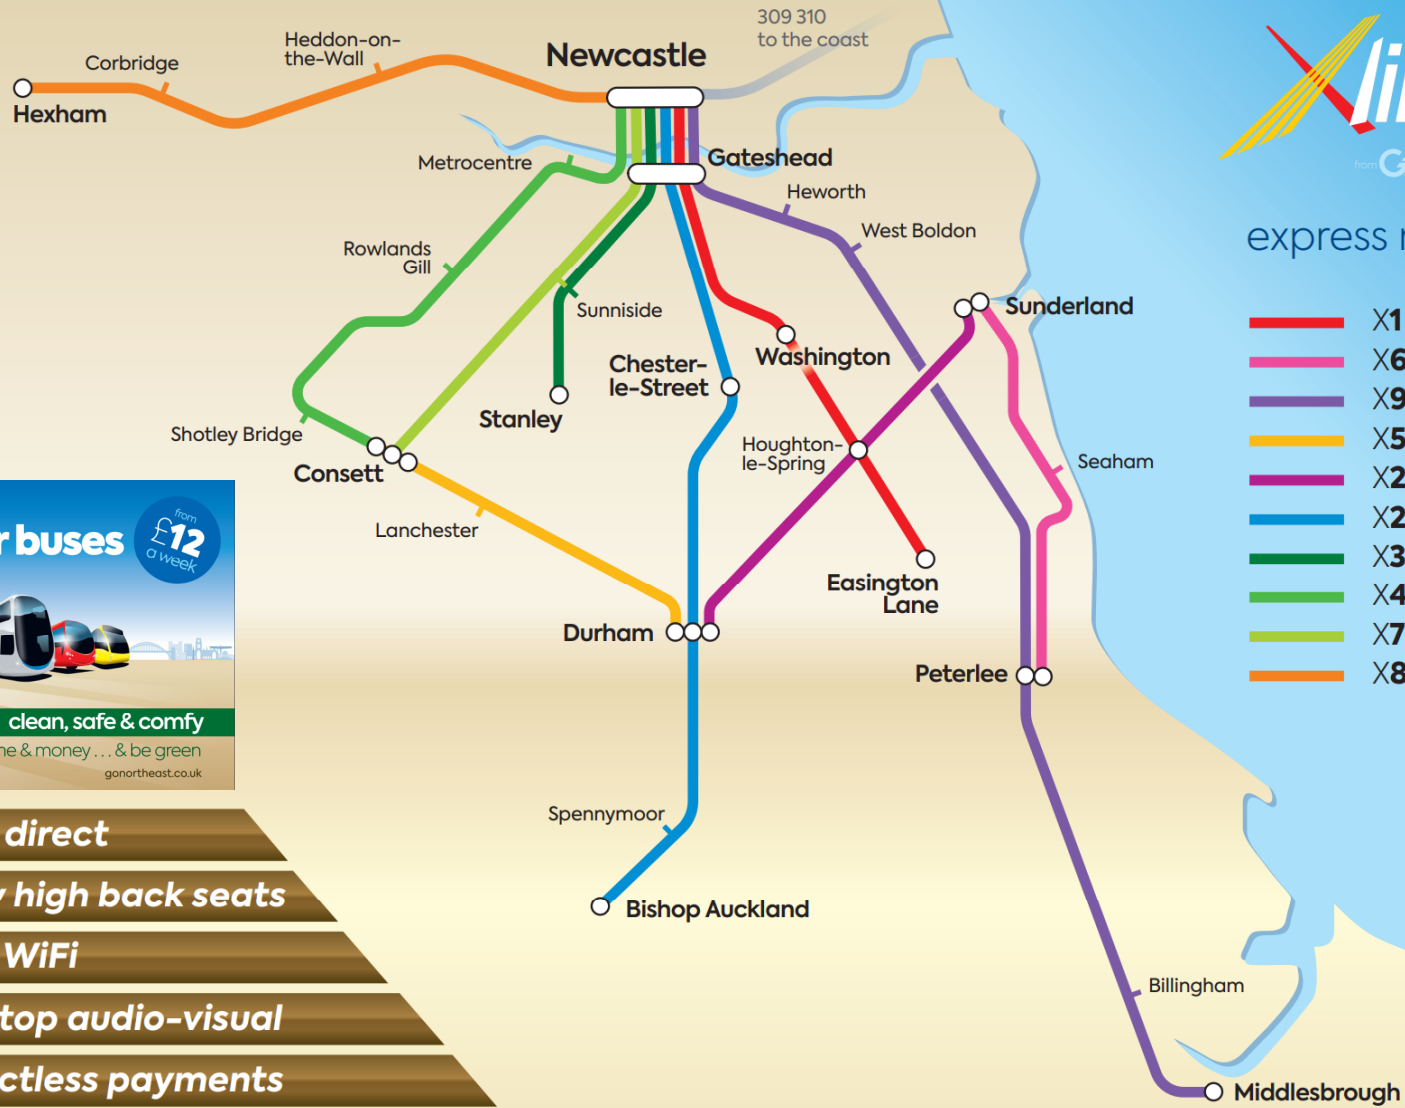 309 310
to the coast
Heddon-on-
the-Wall
Newcastle
Corbridge
Hexham
Metrocentre
Gateshead
from
Heworth
West Boldon
express
Rowlands
Gill
Sunniside
Sunderland
X1
Chester-
le-Street
Washington
X6
X9
Stanley
Shotley Bridge
Houghton-
le-Spring
X5
Consett
Seaham
X2
Lanchester
X2
buses
from
£12
a week
X3
Easington
Lane
X4
Durham
X7
Peterlee
X8
clean, safe & comfy
& money ... & be green
gonortheast.co.uk
Spennymoor
direct
high back seats
Bishop Auckland
WiFi
Billingham
top audio-visual
ctless payments
Middlesbrough